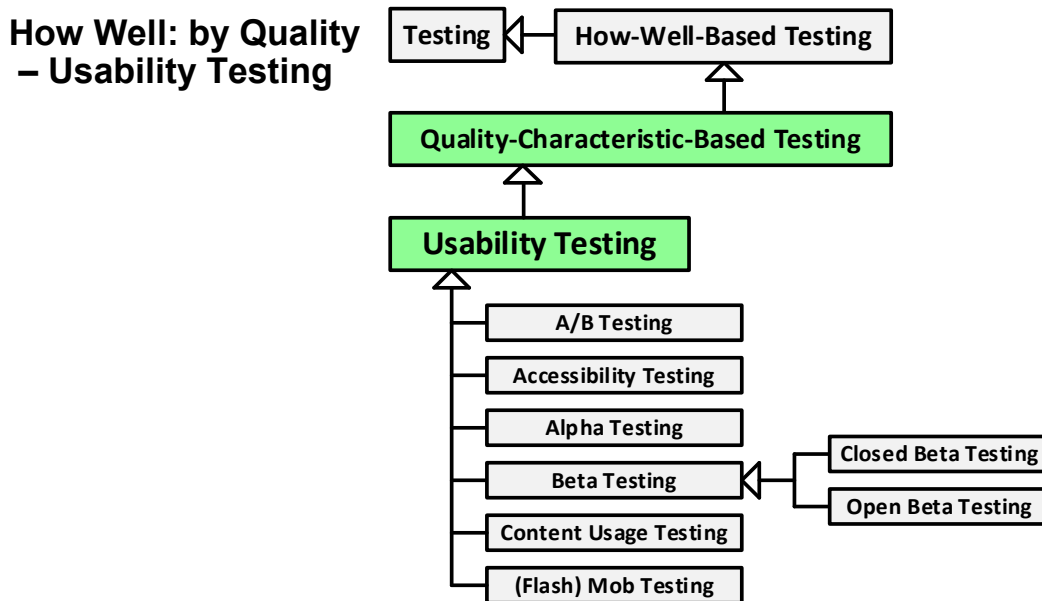 How Well: by Quality
– Usability Testing
Testing
How-Well-Based Testing
Quality-Characteristic-Based Testing
Usability Testing
A/B Testing
Accessibility Testing
Alpha Testing
Beta Testing
Closed Beta Testing
Open Beta Testing
Content Usage Testing
(Flash) Mob Testing